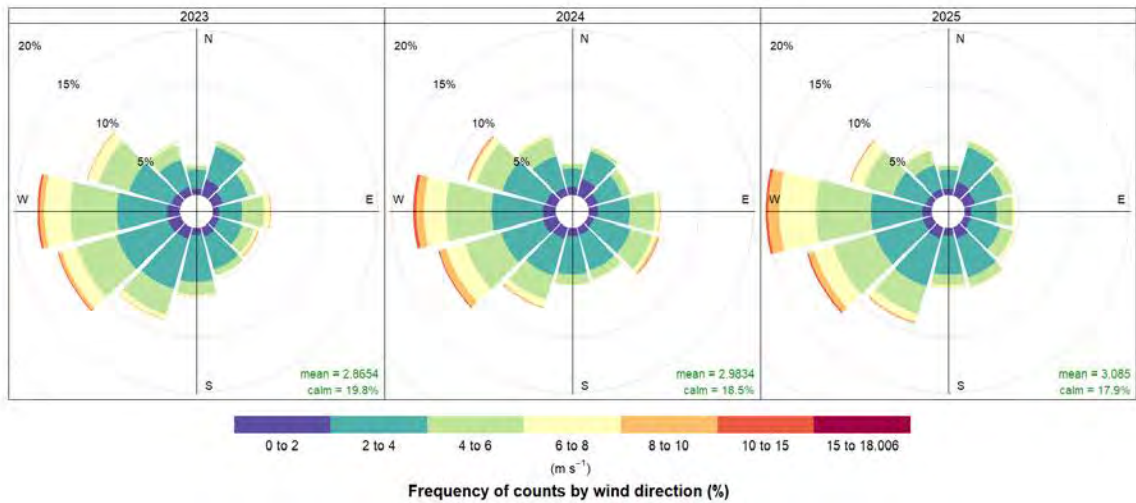 2023
2024
2025
N
20%
15%
10%
5%
W
E
S
mean = 2.8654
calm = 19.8%
N
20%
15%
10%
5%
W
E
S
mean = 2.9834
calm = 18.5%
N
20%
15%
10%
5%
W
E
S
mean = 3.085
calm = 17.9%
0 to 2
2 to 4
4 to 6
6 to 8
8 to 10
10 to 15
15 to 18.006
(m s⁻¹)
Frequency of counts by wind direction (%)